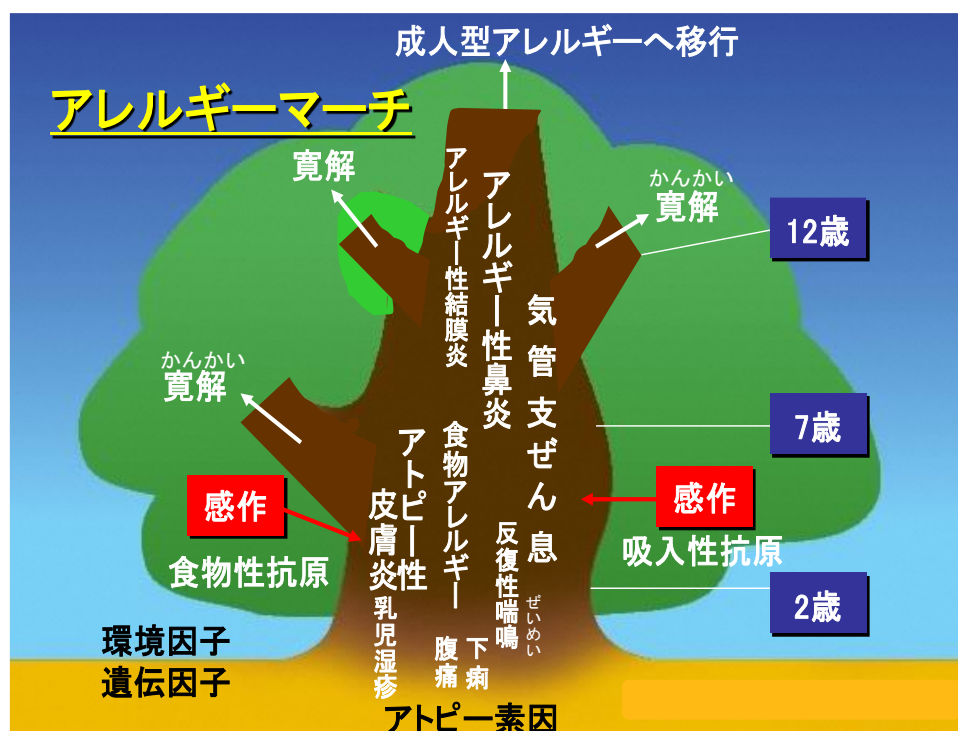 成人型アレルギーへ移行
アレルギーマーチ
寛解
かんかい
寛解
12歳
アレルギー性結膜炎
アレルギー性鼻炎
気管支ぜん息
かんかい
寛解
7歳
アトピー性
皮膚炎
食物アレルギー
感作
感作
食物性抗原
吸入性抗原
反復性喘鳴
ぜいめい
2歳
乳児湿疹
腹痛
下痢
環境因子
遺伝因子
アトピー素因